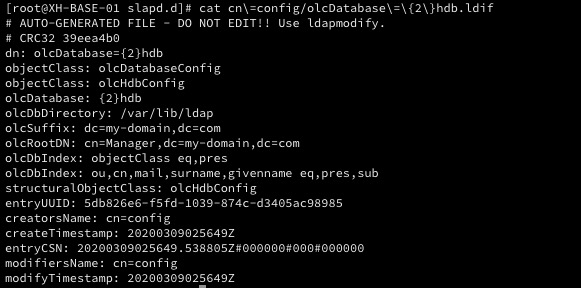 [root@XH-BASE-01 slapd.d]# cat cn\=config/olcDatabase\=\{2\}hdb.ldif
# AUTO-GENERATED FILE - DO NOT EDIT!! Use ldapmodify.
# CRC32 39eea4b0
dn: olcDatabase={2}hdb
objectClass: olcDatabaseConfig
objectClass: olcHdbConfig
olcDatabase: {2}hdb
olcDbDirectory: /var/lib/ldap
olcSuffix: dc=my-domain,dc=com
olcRootDN: cn=Manager,dc=my-domain,dc=com
olcDbIndex: objectClass eq,pres
olcDbIndex: ou,cn,mail,surname,givenname eq,pres,sub
structuralObjectClass: olcHdbConfig
entryUUID: 5db826e6-f5fd-1039-874c-d3405ac98985
creatorsName: cn=config
createTimestamp: 20200309025649Z
entryCSN: 20200309025649.538805Z#000000#000#000000
modifiersName: cn=config
modifyTimestamp: 20200309025649Z